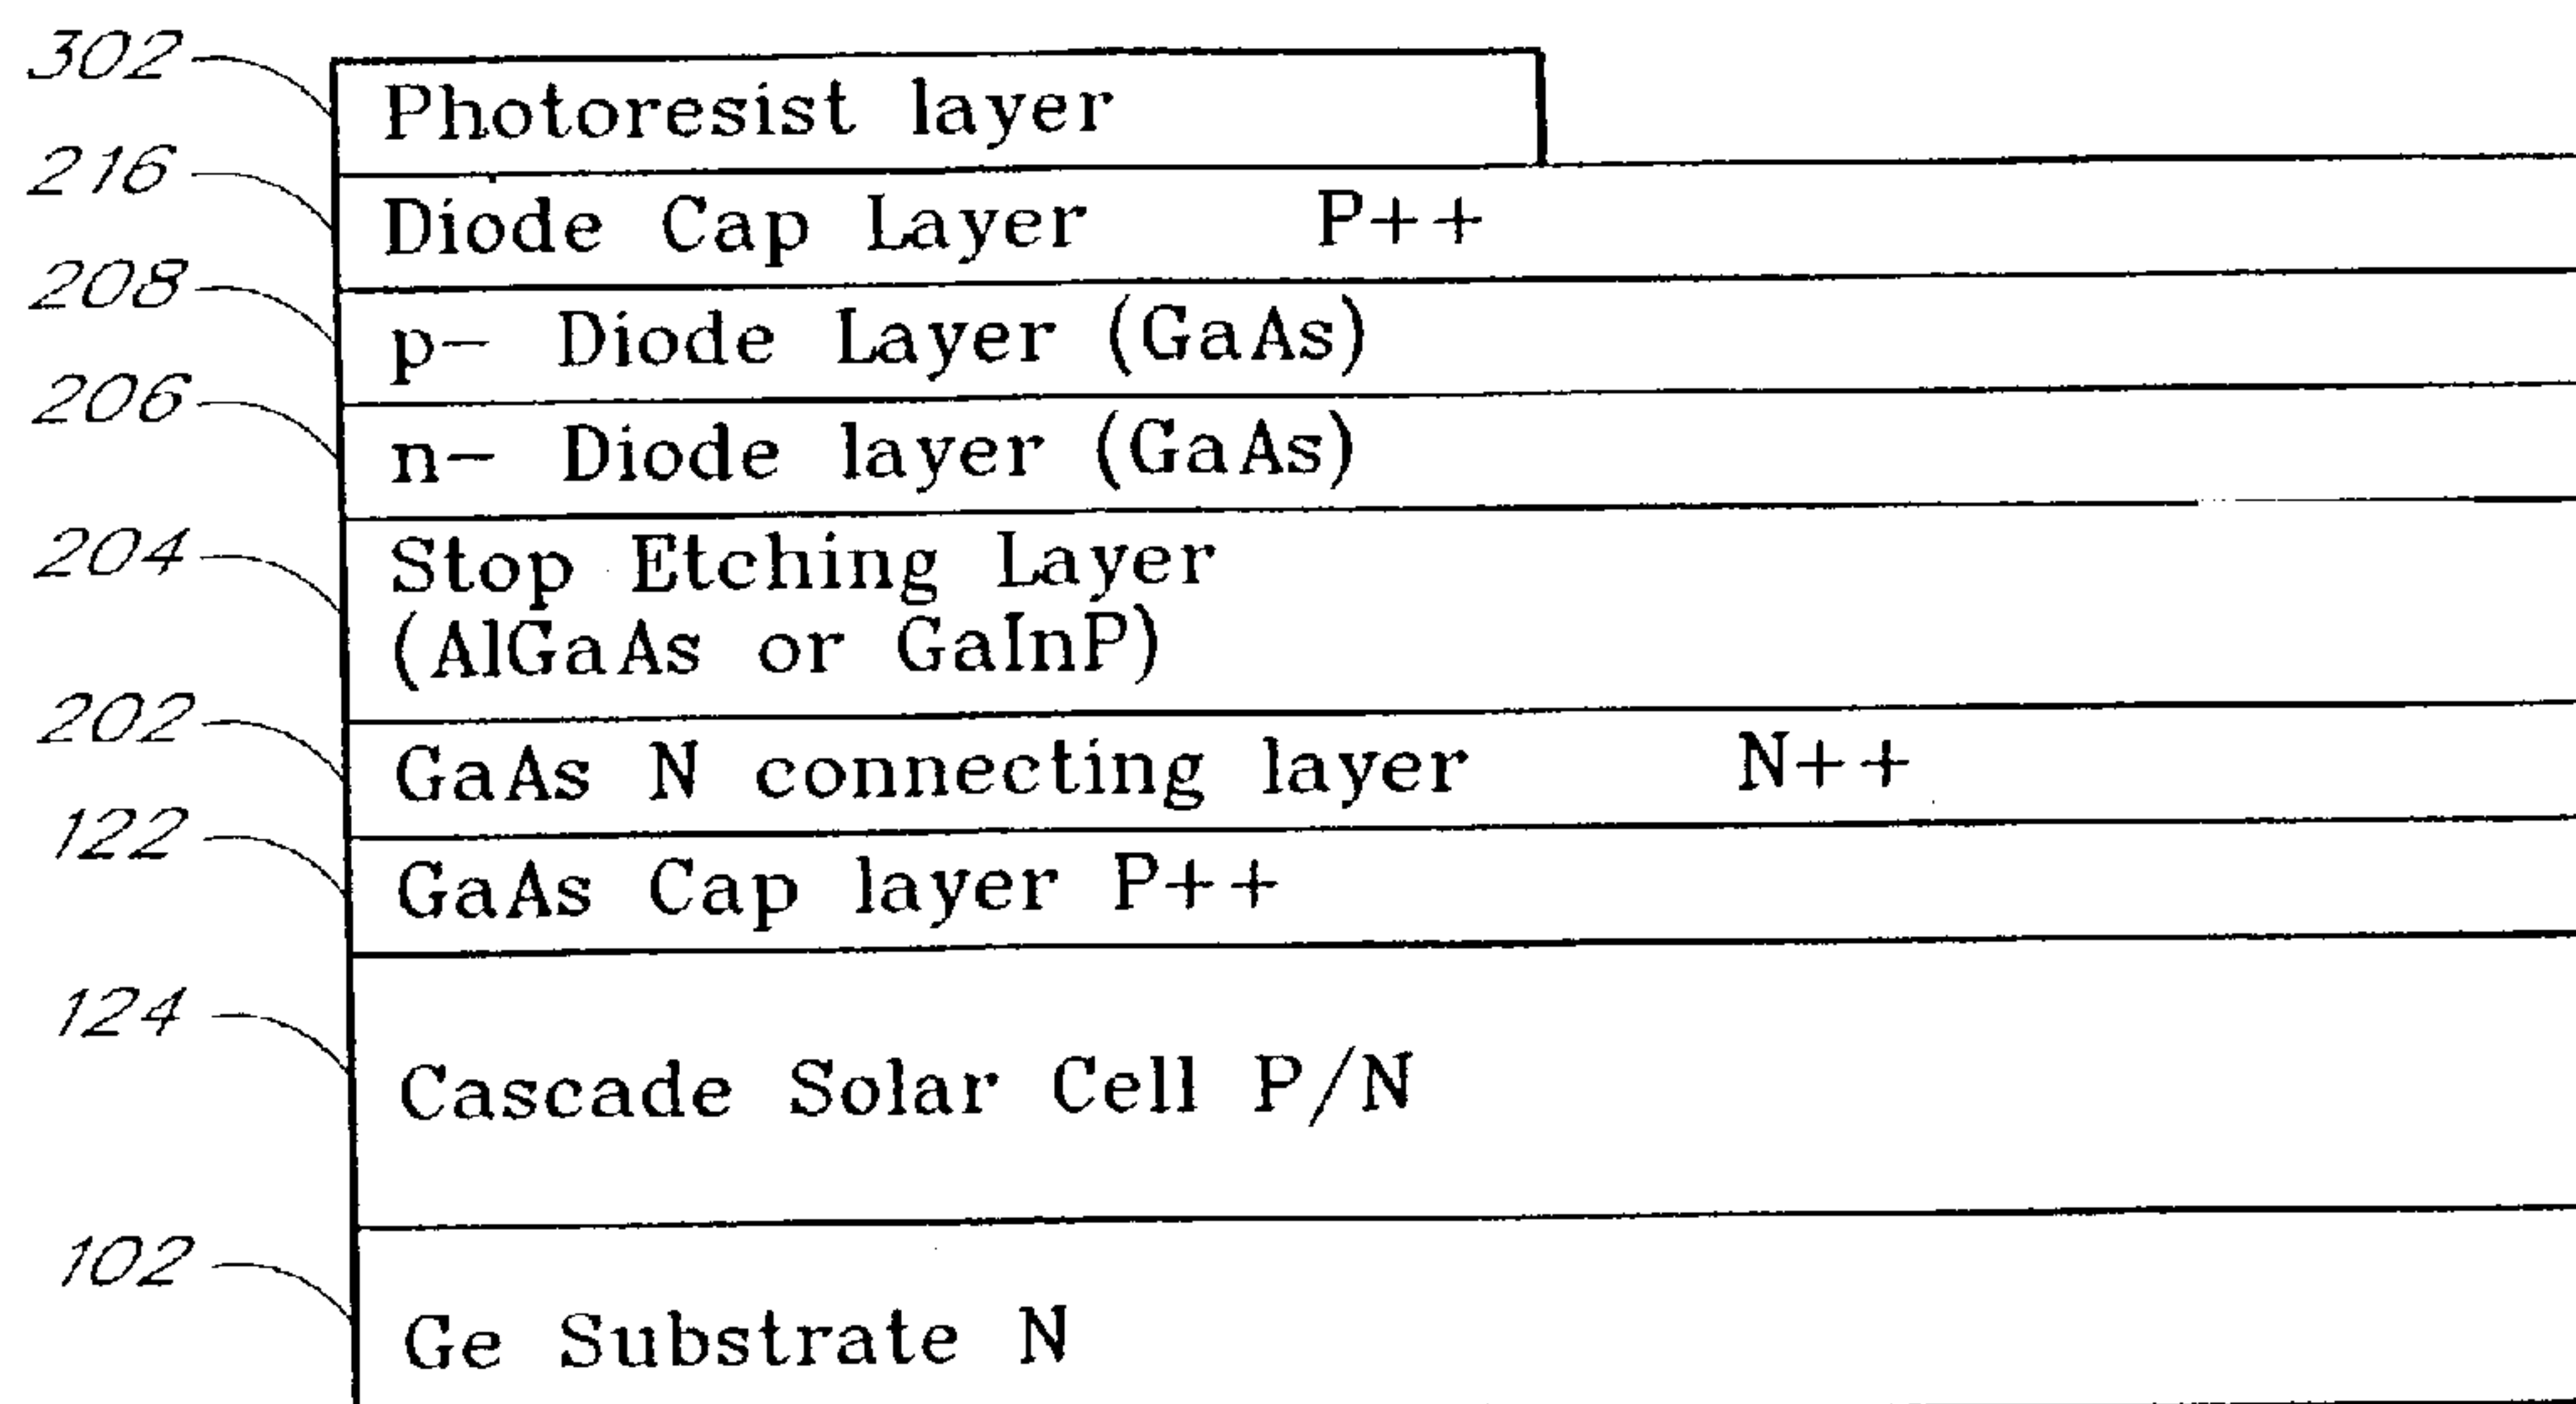 302 Photoresist layer
216 Diode Cap Layer P++
208 p- Diode Layer (GaAs)
206 n- Diode layer (GaAs)
204 Stop Etching Layer
(AlGaAs or GaInP)
202 GaAs N connecting layer N++
122 GaAs Cap layer P++
124 Cascade Solar Cell P/N
102 Ge Substrate N